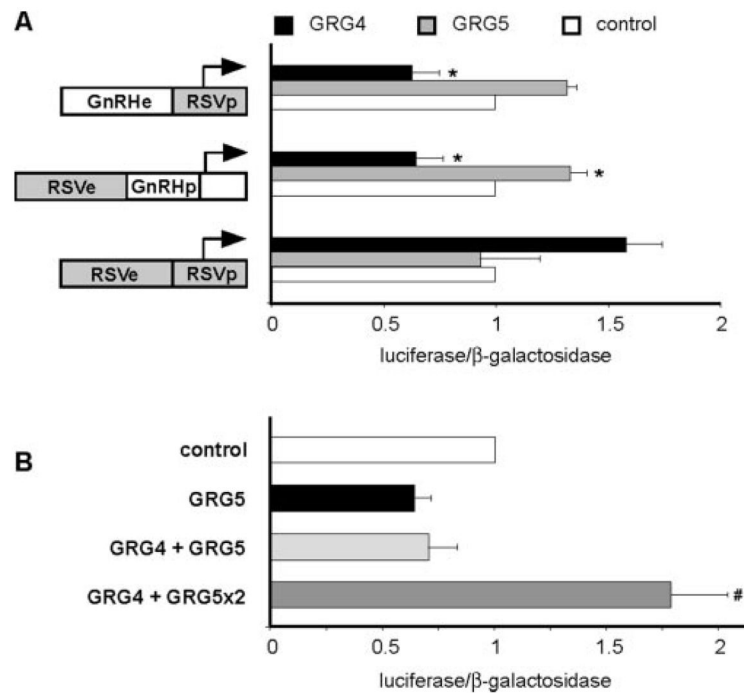 A
GRG4 GRG5 control
GnRHe RSVp
*
RSVe GnRHp
*
*
RSVe RSVp
0 0.5 1 1.5 2
luciferase/β-galactosidase
B
control
GRG5
GRG4 + GRG5
GRG4 + GRG5x2
#
0 0.5 1 1.5 2
luciferase/β-galactosidase